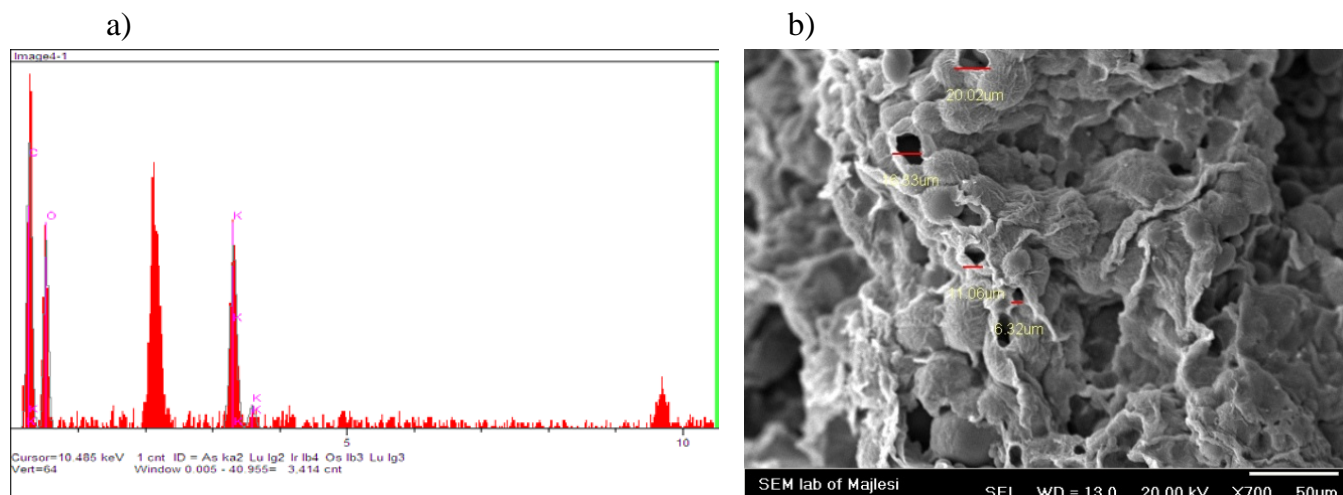 a)
b)
Image4-1
C
O
K
K
K
K
K
5
10
Cursor=10.485 keV 1 cnt ID = As ka2 Lu lg2 Ir lb4 Os lb3 Lu lg3
Vert=64 Window 0.005 - 40.955= 3,414 cnt
20.02um
6.32um
SEM lab of Majlesi
SEI WD = 13.0 20.00 kV X700 50um